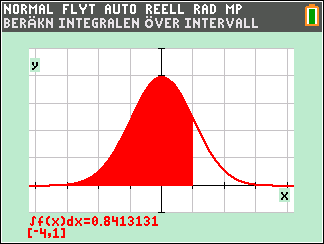 NORMAL FLYT AUTO REELL RAD MP
BERÄKN INTEGRALEN ÖVER INTERVALL
y
x
∫f(x)dx=0.8413131
[-4,1]